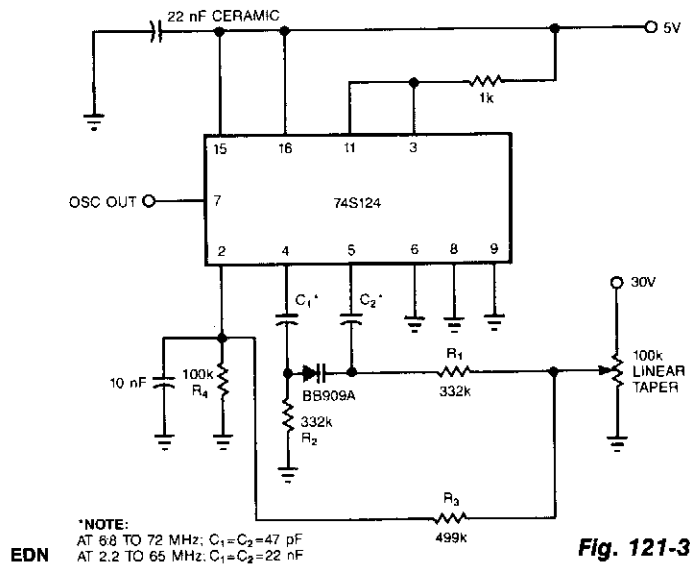 22 nF CERAMIC
5V
1k
15 16 11 3
OSC OUT 7 74S124
2 4 5 6 8 9
C₁* C₂*
30V
R₁
332k
100k
LINEAR
TAPER
10 nF
100k
R₄
BB909A
332k
R₂
R₃
499k
*NOTE:
AT 6.8 TO 72 MHz; C₁=C₂=47 pF
AT 2.2 TO 65 MHz; C₁=C₂=22 nF
EDN
Fig. 121-3